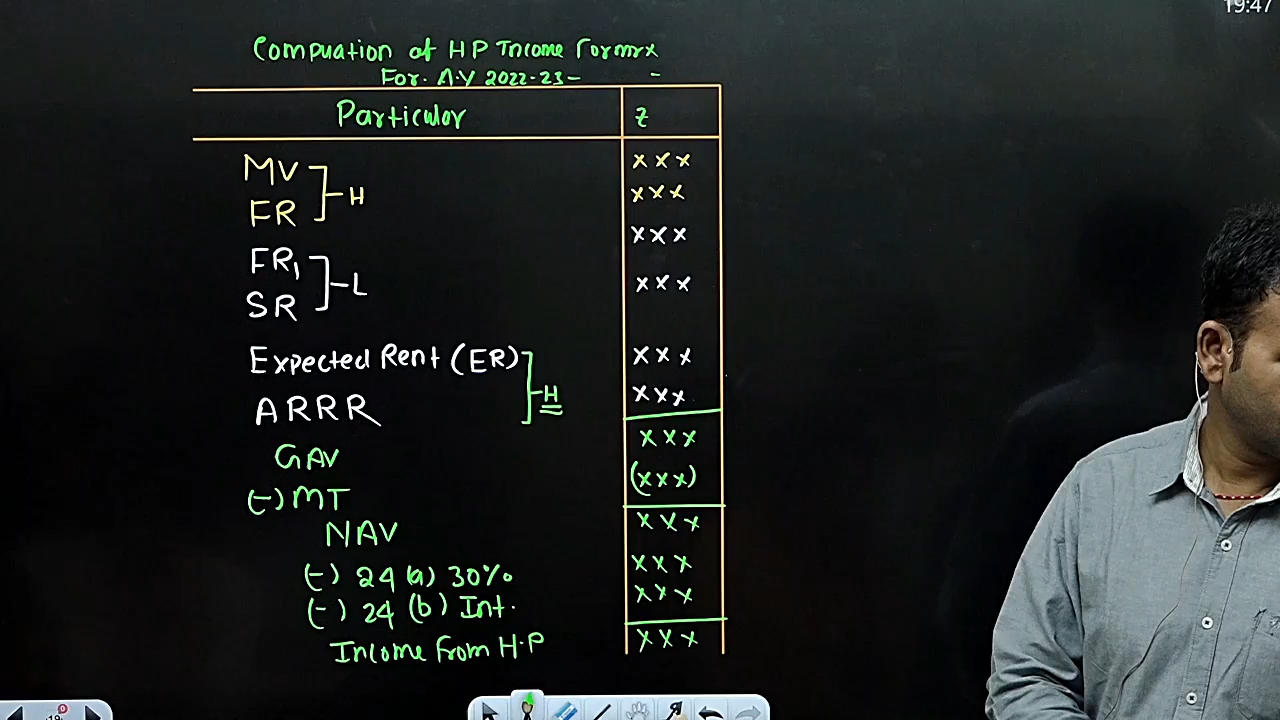 19:47
Compuation of HP Income Formrx
For. A.Y 2022-23-
Particular z
MV xxx
FR xxx
H
FR1 xxx
SR xxx
L
Expected Rent (ER) xxx
ARRR xxx
H
GAV xxx
(-) MT (xxx)
NAV xxx
(-) 24 (a) 30% xxx
(-) 24 (b) Int. xxx
Income from H.P xxx